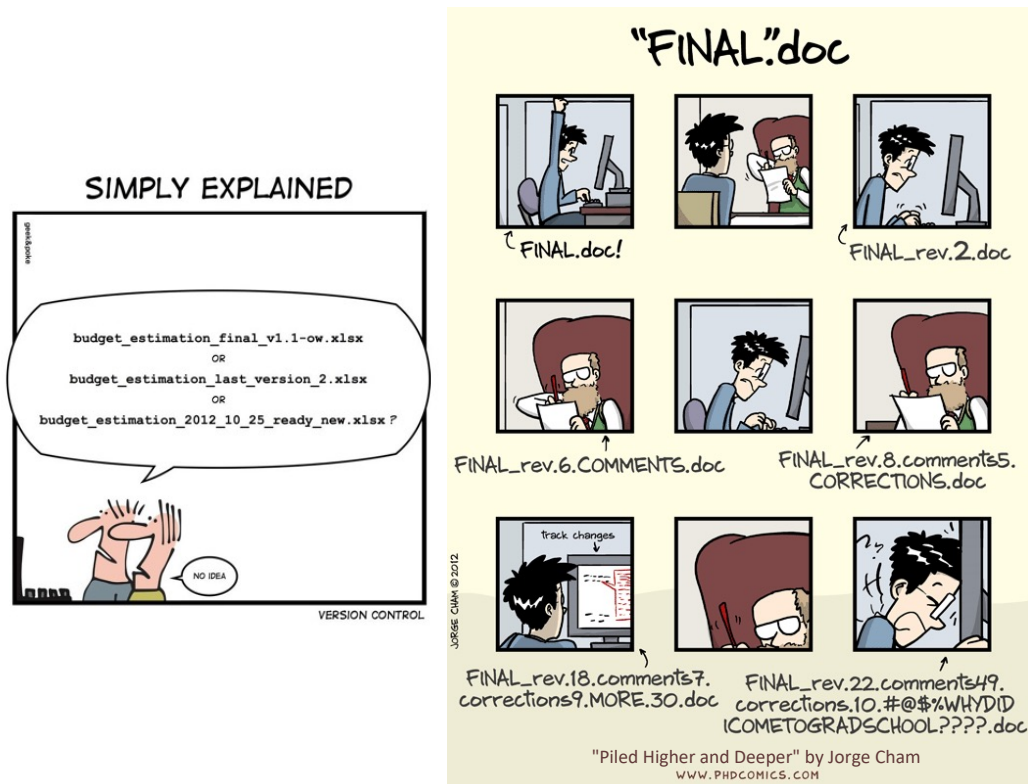 SIMPLY EXPLAINED
geek&poke
budget_estimation_final_v1.1-ow.xlsx
OR
budget_estimation_last_version_2.xlsx
OR
budget_estimation_2012_10_25_ready_new.xlsx?
NO IDEA
VERSION CONTROL
"FINAL".doc
FINAL.doc!
FINAL_rev.2.doc
FINAL_rev.6.COMMENTS.doc
FINAL_rev.8.comments5.
CORRECTIONS.doc
track changes
JORGE CHAM © 2012
FINAL_rev.18.comments7.
corrections9.MORE.30.doc
FINAL_rev.22.comments49.
corrections.10.#@$%WHYDID
ICOMETOGRADSCHOOL????.doc
"Piled Higher and Deeper" by Jorge Cham
WWW.PHDCOMICS.COM